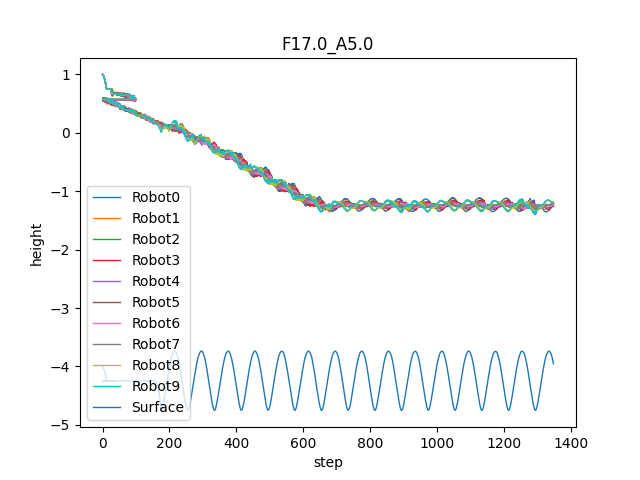 F17.0_A5.0
height
1
0
−1
−2
−3
−4
−5
Robot0
Robot1
Robot2
Robot3
Robot4
Robot5
Robot6
Robot7
Robot8
Robot9
Surface
0 200 400 600 800 1000 1200 1400
step